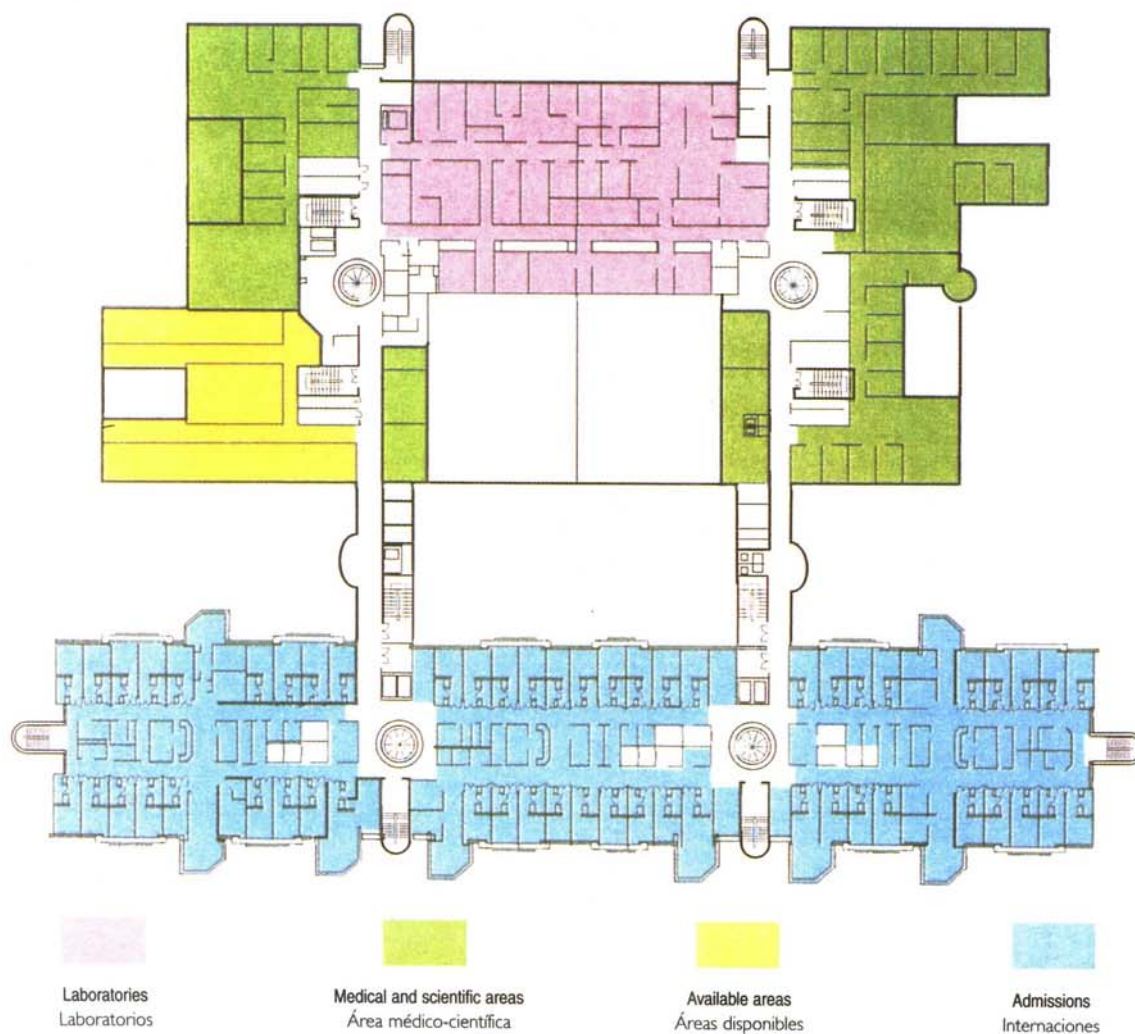 Laboratories
Laboratorios
Medical and scientific areas
Área médico-científica
Available areas
Áreas disponibles
Admissions
Internaciones